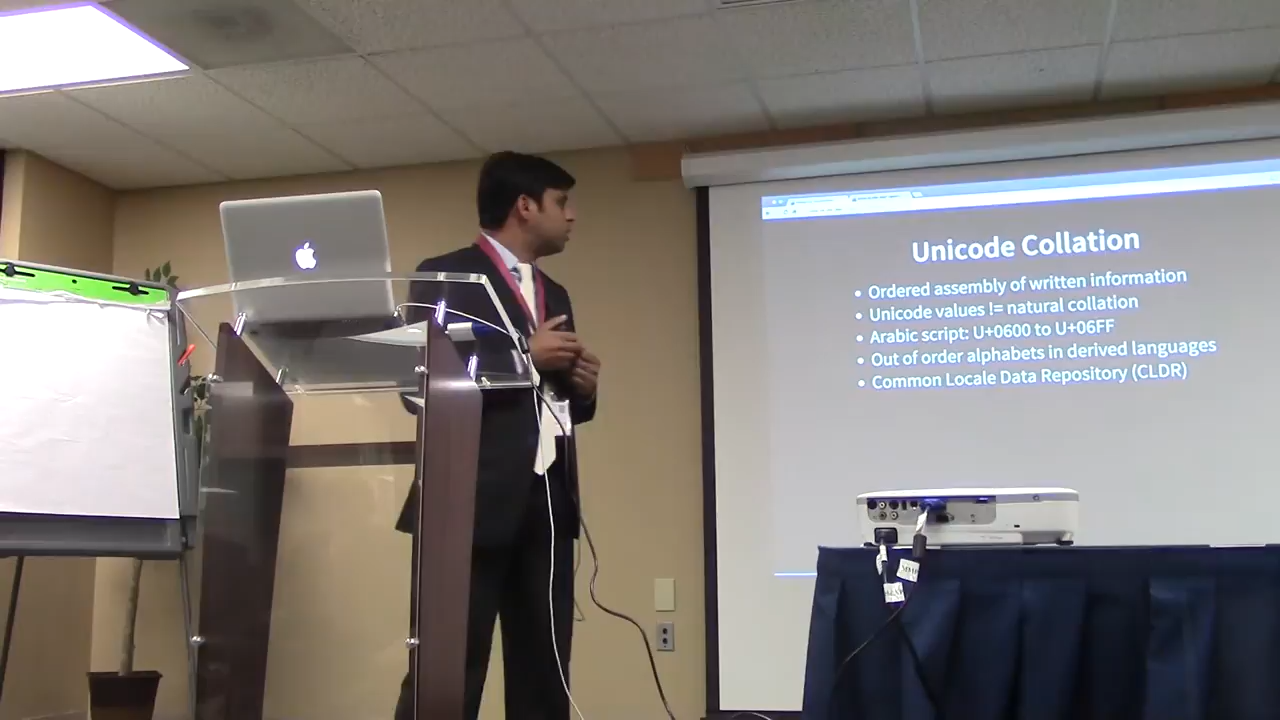 Unicode Collation
• Ordered assembly of written information
• Unicode values != natural collation
• Arabic script: U+0600 to U+06FF
• Out of order alphabets in derived languages
• Common Locale Data Repository (CLDR)